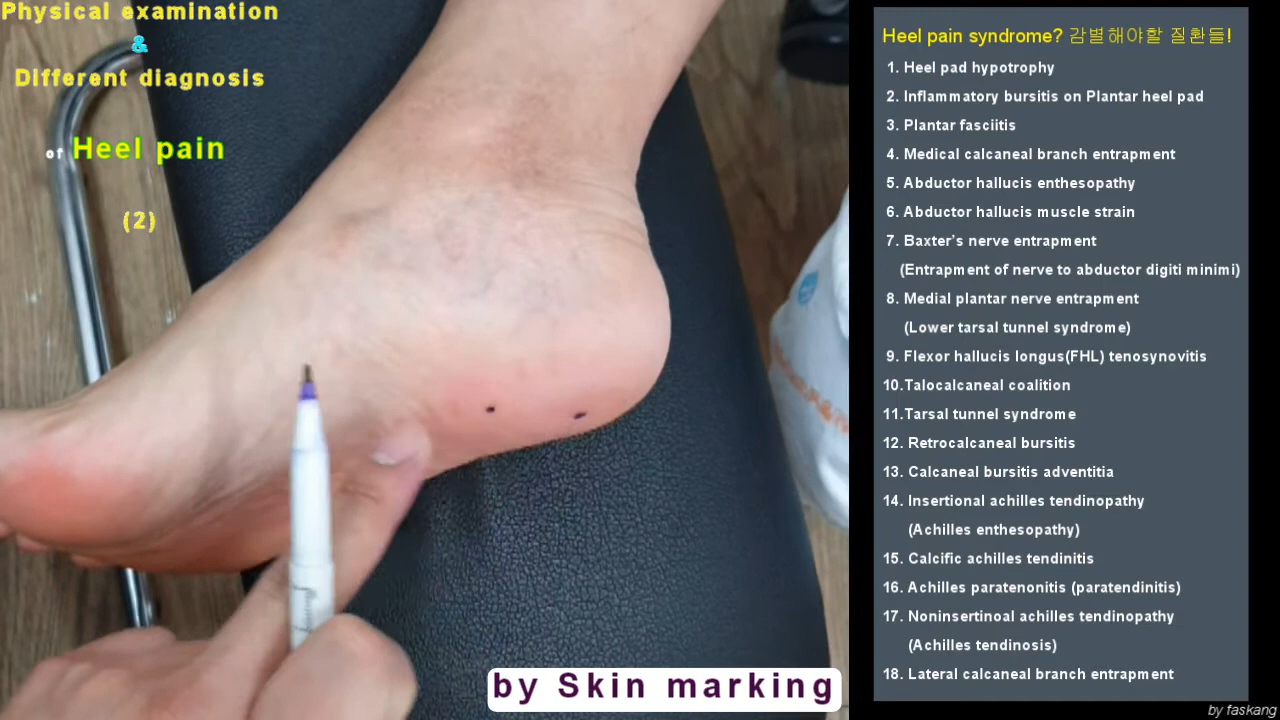 Physical examination
&
Different diagnosis
of Heel pain
(2)
by Skin marking
Heel pain syndrome? 감별해야할 질환들!
1. Heel pad hypotrophy
2. Inflammatory bursitis on Plantar heel pad
3. Plantar fasciitis
4. Medical calcaneal branch entrapment
5. Abductor hallucis enthesopathy
6. Abductor hallucis muscle strain
7. Baxter's nerve entrapment
(Entrapment of nerve to abductor digiti minimi)
8. Medial plantar nerve entrapment
(Lower tarsal tunnel syndrome)
9. Flexor hallucis longus(FHL) tenosynovitis
10.Talocalcaneal coalition
11.Tarsal tunnel syndrome
12. Retrocalcaneal bursitis
13. Calcaneal bursitis adventitia
14. Insertional achilles tendinopathy
(Achilles enthesopathy)
15. Calcific achilles tendinitis
16. Achilles paratenonitis (paratendinitis)
17. Noninsertinoal achilles tendinopathy
(Achilles tendinosis)
18. Lateral calcaneal branch entrapment
by faskang